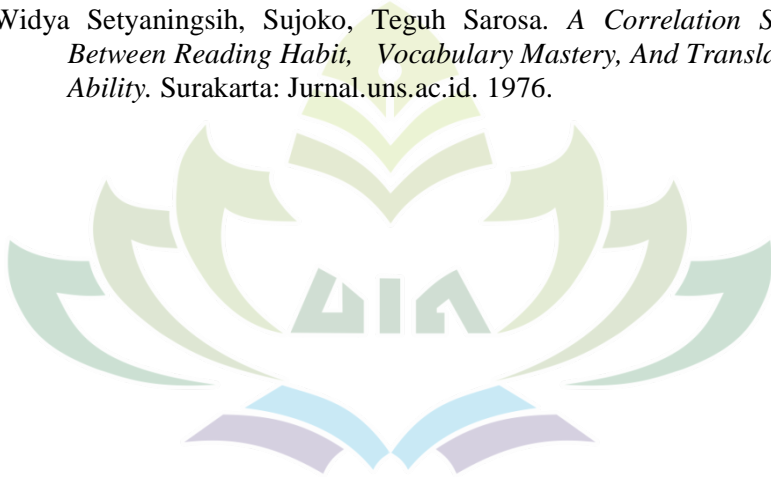 Widya Setyaningsih, Sujoko, Teguh Sarosa. A Correlation S
Between Reading Habit, Vocabulary Mastery, And Transla
Ability. Surakarta: Jurnal.uns.ac.id. 1976.
UIN